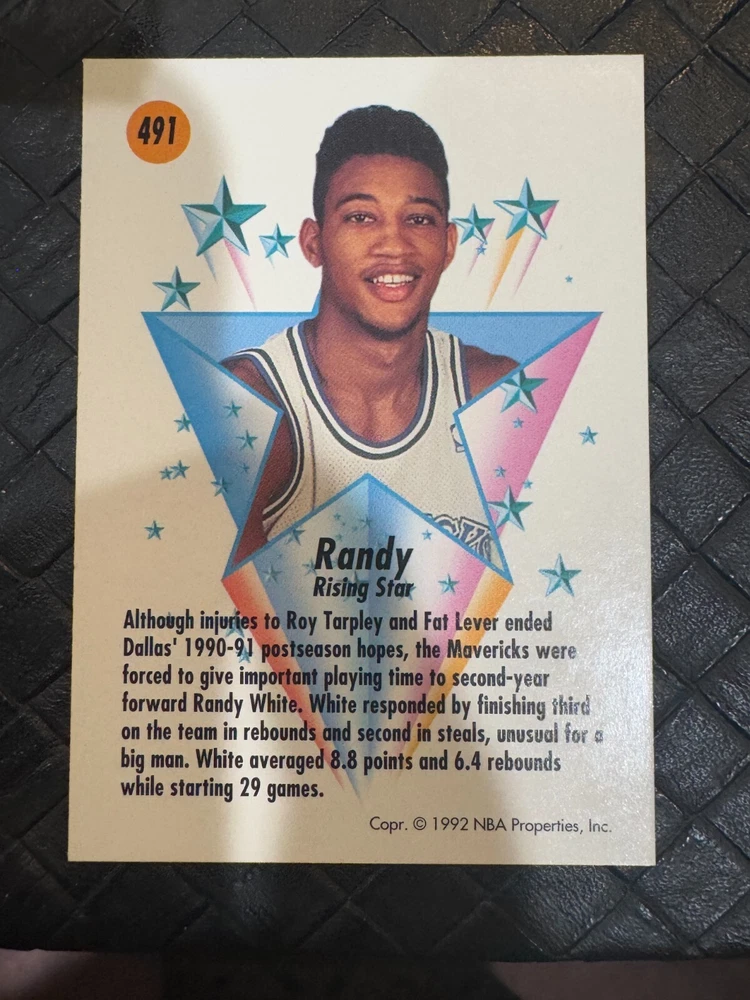 491
Randy
Rising Star
Although injuries to Roy Tarpley and Fat Lever ended
Dallas' 1990-91 postseason hopes, the Mavericks were
forced to give important playing time to second-year
forward Randy White. White responded by finishing third
on the team in rebounds and second in steals, unusual for a
big man. White averaged 8.8 points and 6.4 rebounds
while starting 29 games.
Copr. © 1992 NBA Properties, Inc.